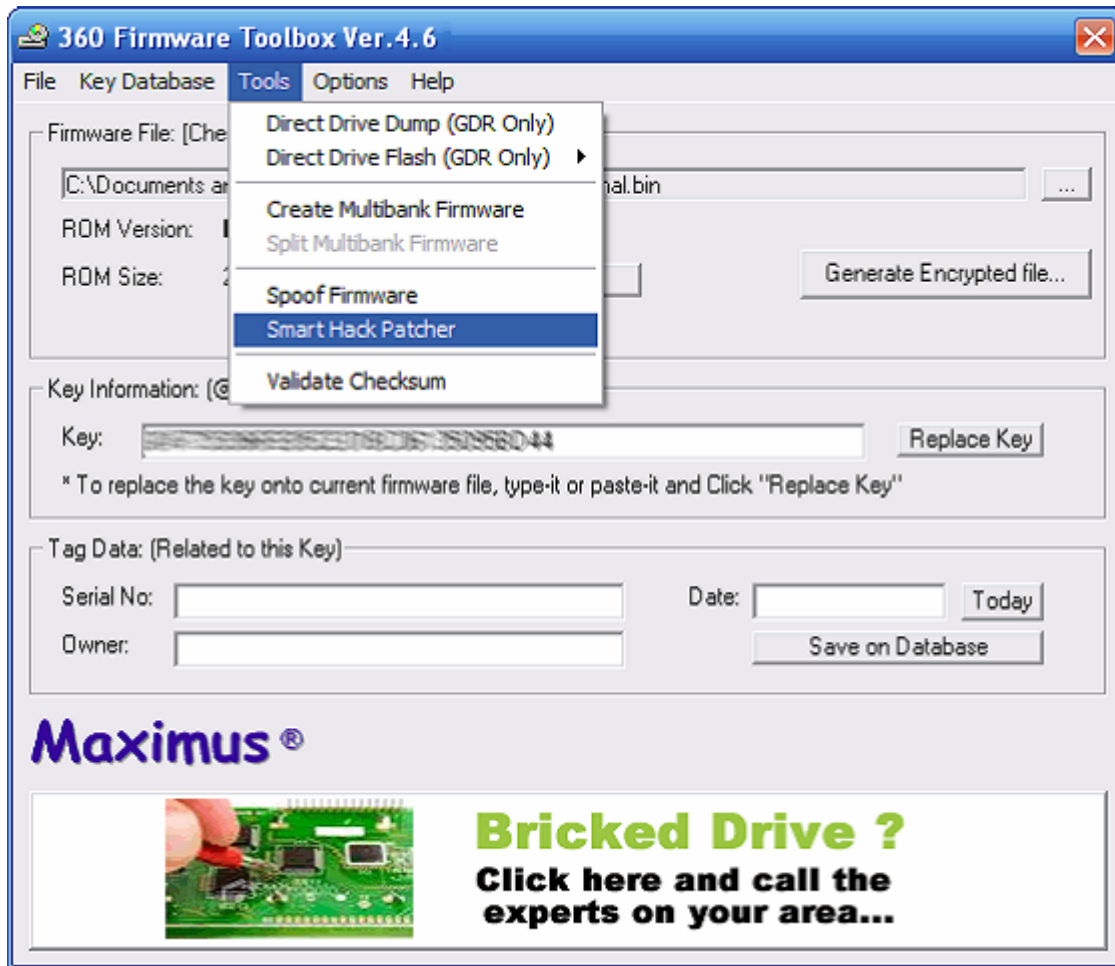 360 Firmware Toolbox Ver.4.6
File Key Database Tools Options Help
Direct Drive Dump (GDR Only)
Direct Drive Flash (GDR Only)
Create Multibank Firmware
Split Multibank Firmware
Spoof Firmware
Smart Hack Patcher
Validate Checksum
Firmware File: [Che
C:\Documents ar nal.bin ...
ROM Version:
ROM Size: Generate Encrypted file...
Key Information: (@
Key: Replace Key
* To replace the key onto current firmware file, type-it or paste-it and Click "Replace Key"
Tag Data: (Related to this Key)
Serial No: Date: Today
Owner: Save on Database
Maximus ®
Bricked Drive ?
Click here and call the
experts on your area...